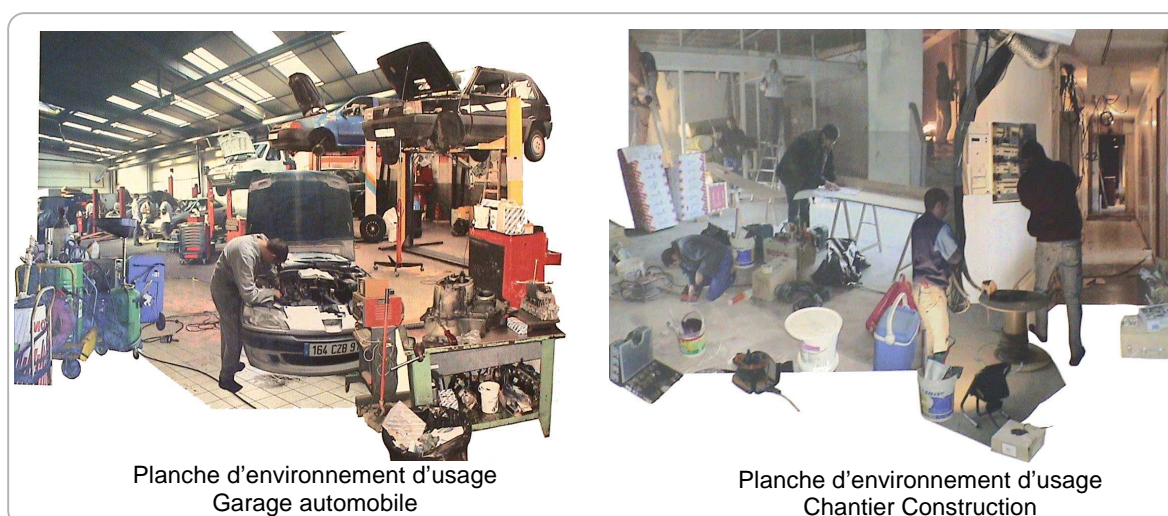 164 CZB 9
Planche d'environnement d'usage
Garage automobile
Planche d'environnement d'usage
Chantier Construction